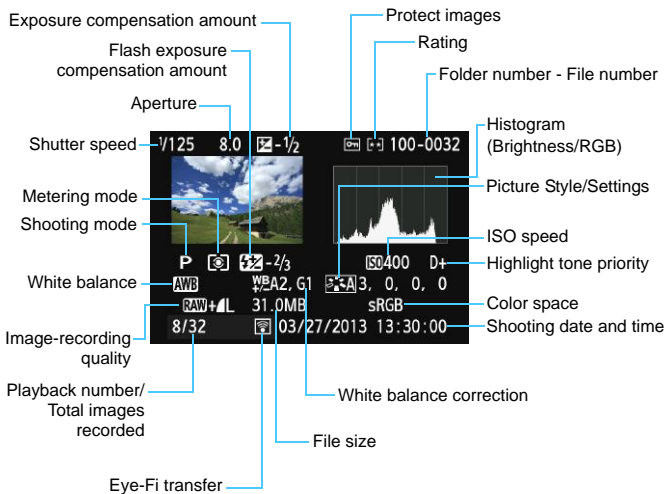 Exposure compensation amount
Protect images
Flash exposure
compensation amount
Rating
Folder number - File number
Aperture
Shutter speed
Histogram
(Brightness/RGB)
1/125 8.0 -1/2 100-0032
Metering mode
Picture Style/Settings
Shooting mode
ISO speed
P -2/3 ISO400 D+
Highlight tone priority
White balance
AWB WB+/-A2, G1 A 3, 0, 0, 0
RAW+L 31.0MB sRGB
Color space
Image-recording
quality
8/32 03/27/2013 13:30:00
Shooting date and time
Playback number/
Total images
recorded
White balance correction
File size
Eye-Fi transfer